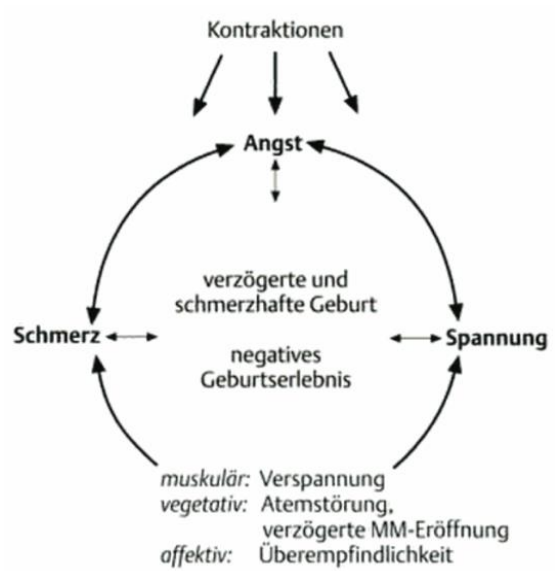 Kontraktionen
Angst
verzögerte und
schmerzhafte Geburt
Schmerz
Spannung
negatives
Geburtserlebnis
muskulär: Verspannung
vegetativ: Atemstörung,
verzögerte MM-Eröffnung
affektiv: Überempfindlichkeit